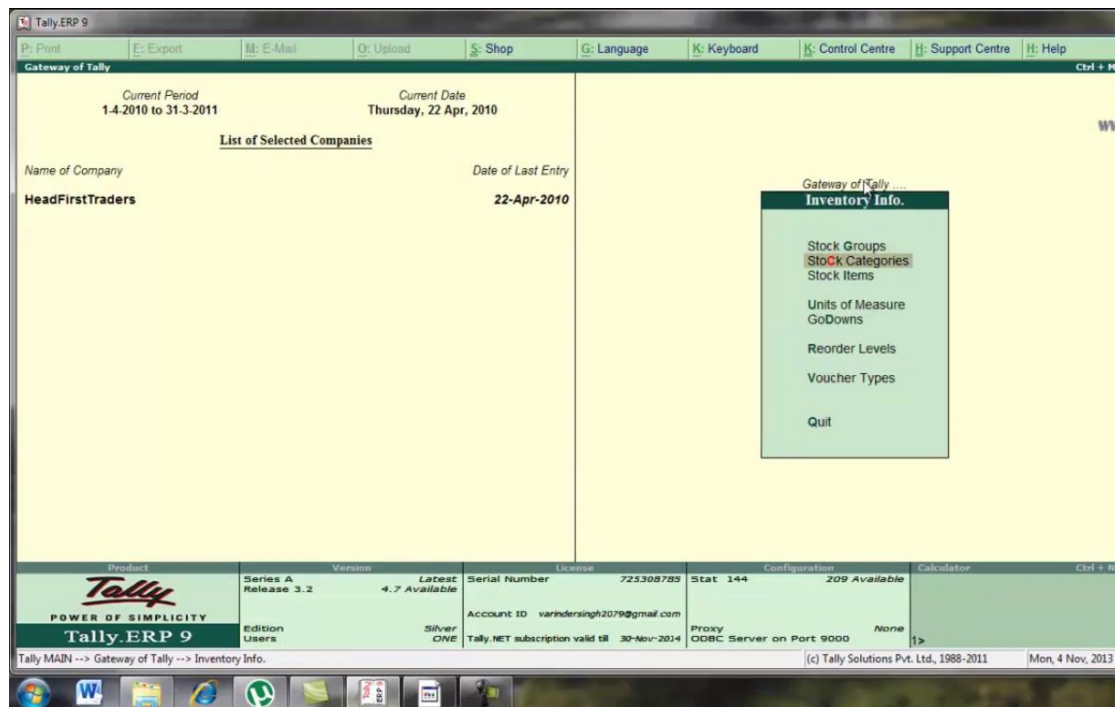 Tally.ERP 9
P: Print E: Export M: E-Mail O: Upload S: Shop G: Language K: Keyboard K: Control Centre H: Support Centre H: Help
Gateway of Tally Ctrl + M
Current Period Current Date
1-4-2010 to 31-3-2011 Thursday, 22 Apr, 2010
List of Selected Companies
Name of Company Date of Last Entry
HeadFirstTraders 22-Apr-2010
Gateway of Tally ....
Inventory Info.
Stock Groups
StoCk Categories
Stock Items
Units of Measure
GoDowns
Reorder Levels
Voucher Types
Quit
Product Version License Configuration Calculator Ctrl + N
Tally
POWER OF SIMPLICITY
Tally.ERP 9
Series A Latest
Release 3.2 4.7 Available
Edition Silver
Users ONE
Serial Number 725308785
Account ID varindersingh2079@gmail.com
Tally.NET subscription valid till 30-Nov-2014
Stat 144 209 Available
Proxy None
ODBC Server on Port 9000
1>
Tally MAIN --> Gateway of Tally --> Inventory Info. (c) Tally Solutions Pvt. Ltd., 1988-2011 Mon, 4 Nov, 2013